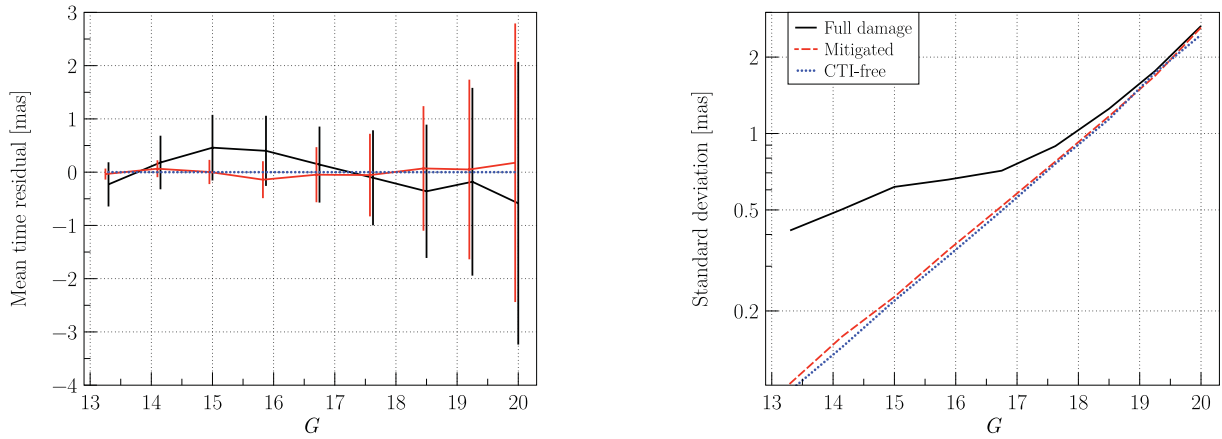 3
2
1
0
−1
−2
−3
−4
Mean time residual [mas]
13 14 15 16 17 18 19 20
G
Full damage
Mitigated
CTI-free
2
1
0.5
0.2
Standard deviation [mas]
13 14 15 16 17 18 19 20
G